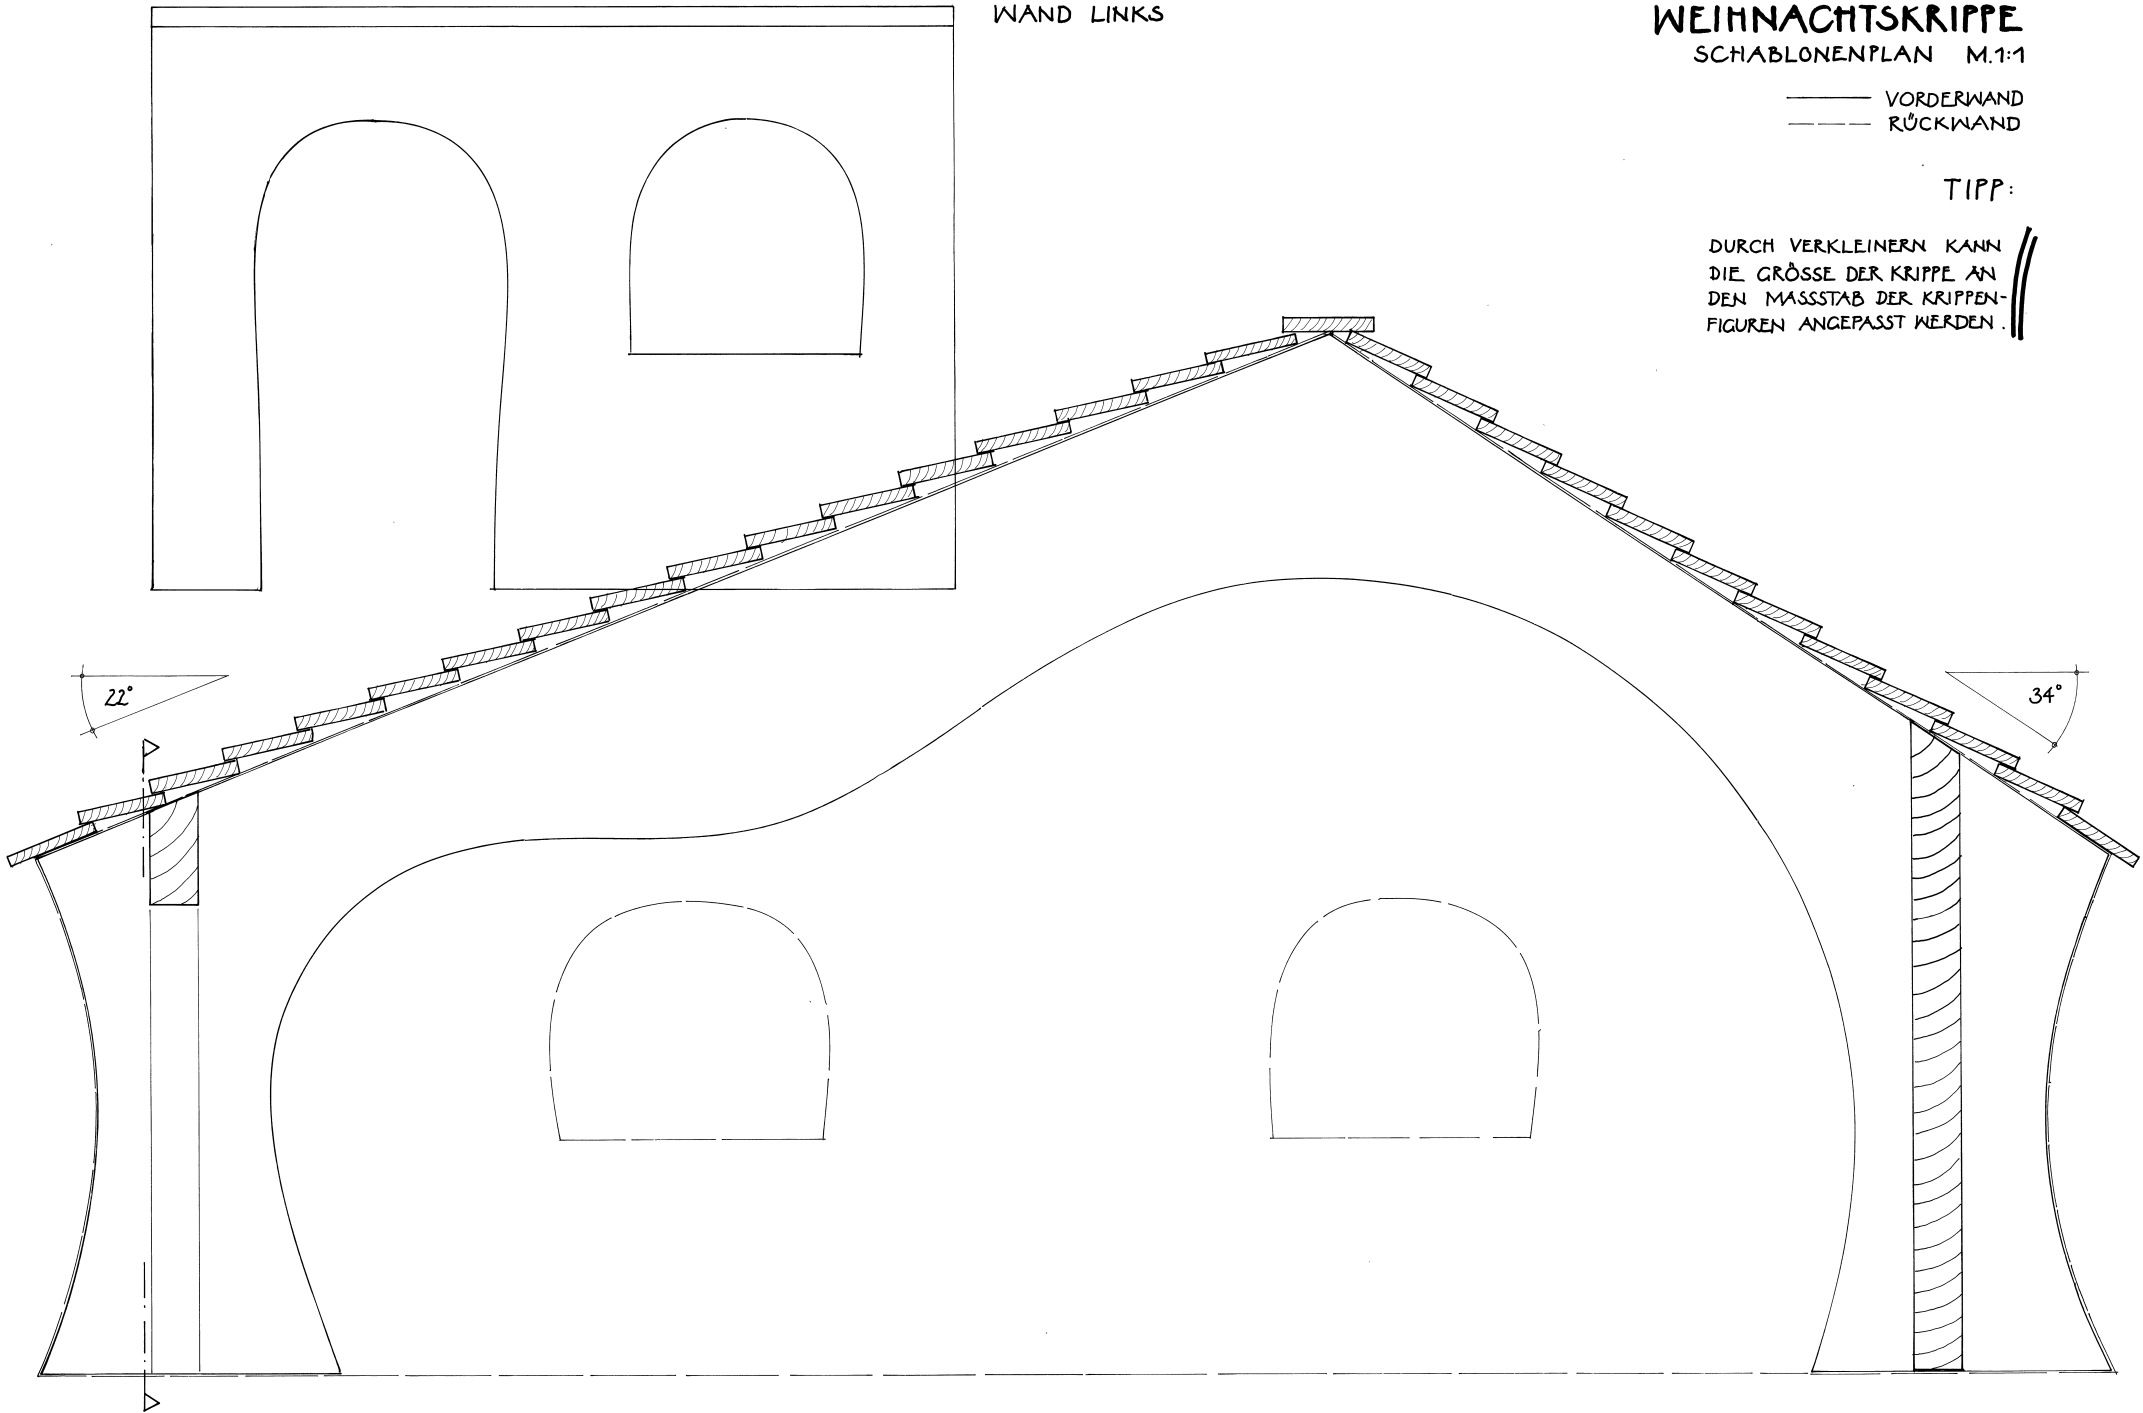 WAND LINKS
WEIHNACHTSKRIPPE
SCHABLONENPLAN M.1:1
VORDERWAND
RÜCKWAND
TIPP:
DURCH VERKLEINERN KANN
DIE GRÖSSE DER KRIPPE AN
DEN MASSSTAB DER KRIPPEN-
FIGUREN ANGEPASST WERDEN.
22°
34°